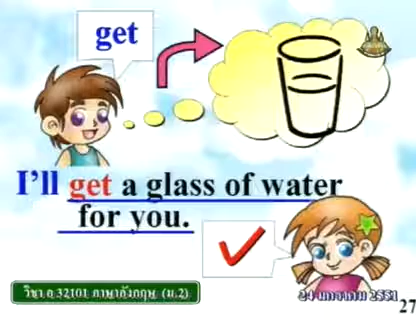 get
I'll get a glass of water
for you.
วิชา อ 32101 ภาษาอังกฤษ (ม.2)
24 มกราคม 2551
27